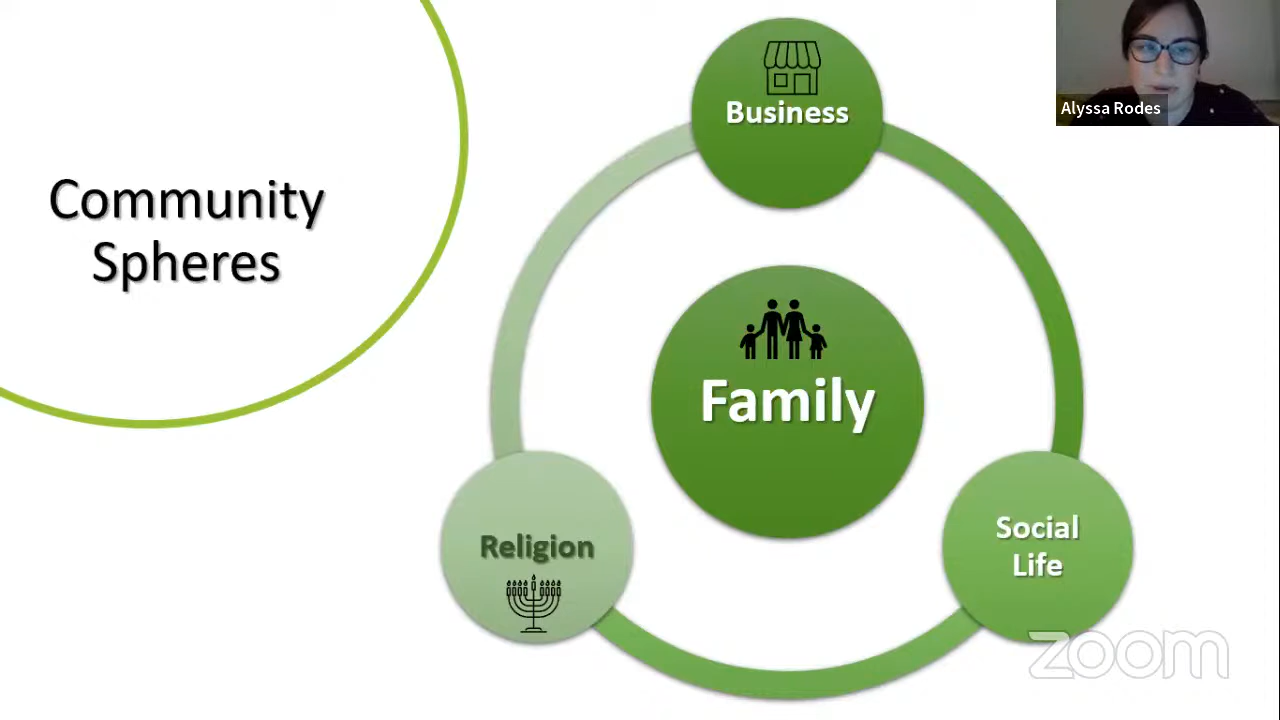 Community
Spheres
Business
Alyssa Rodes
Family
Religion
Social
Life
zoom